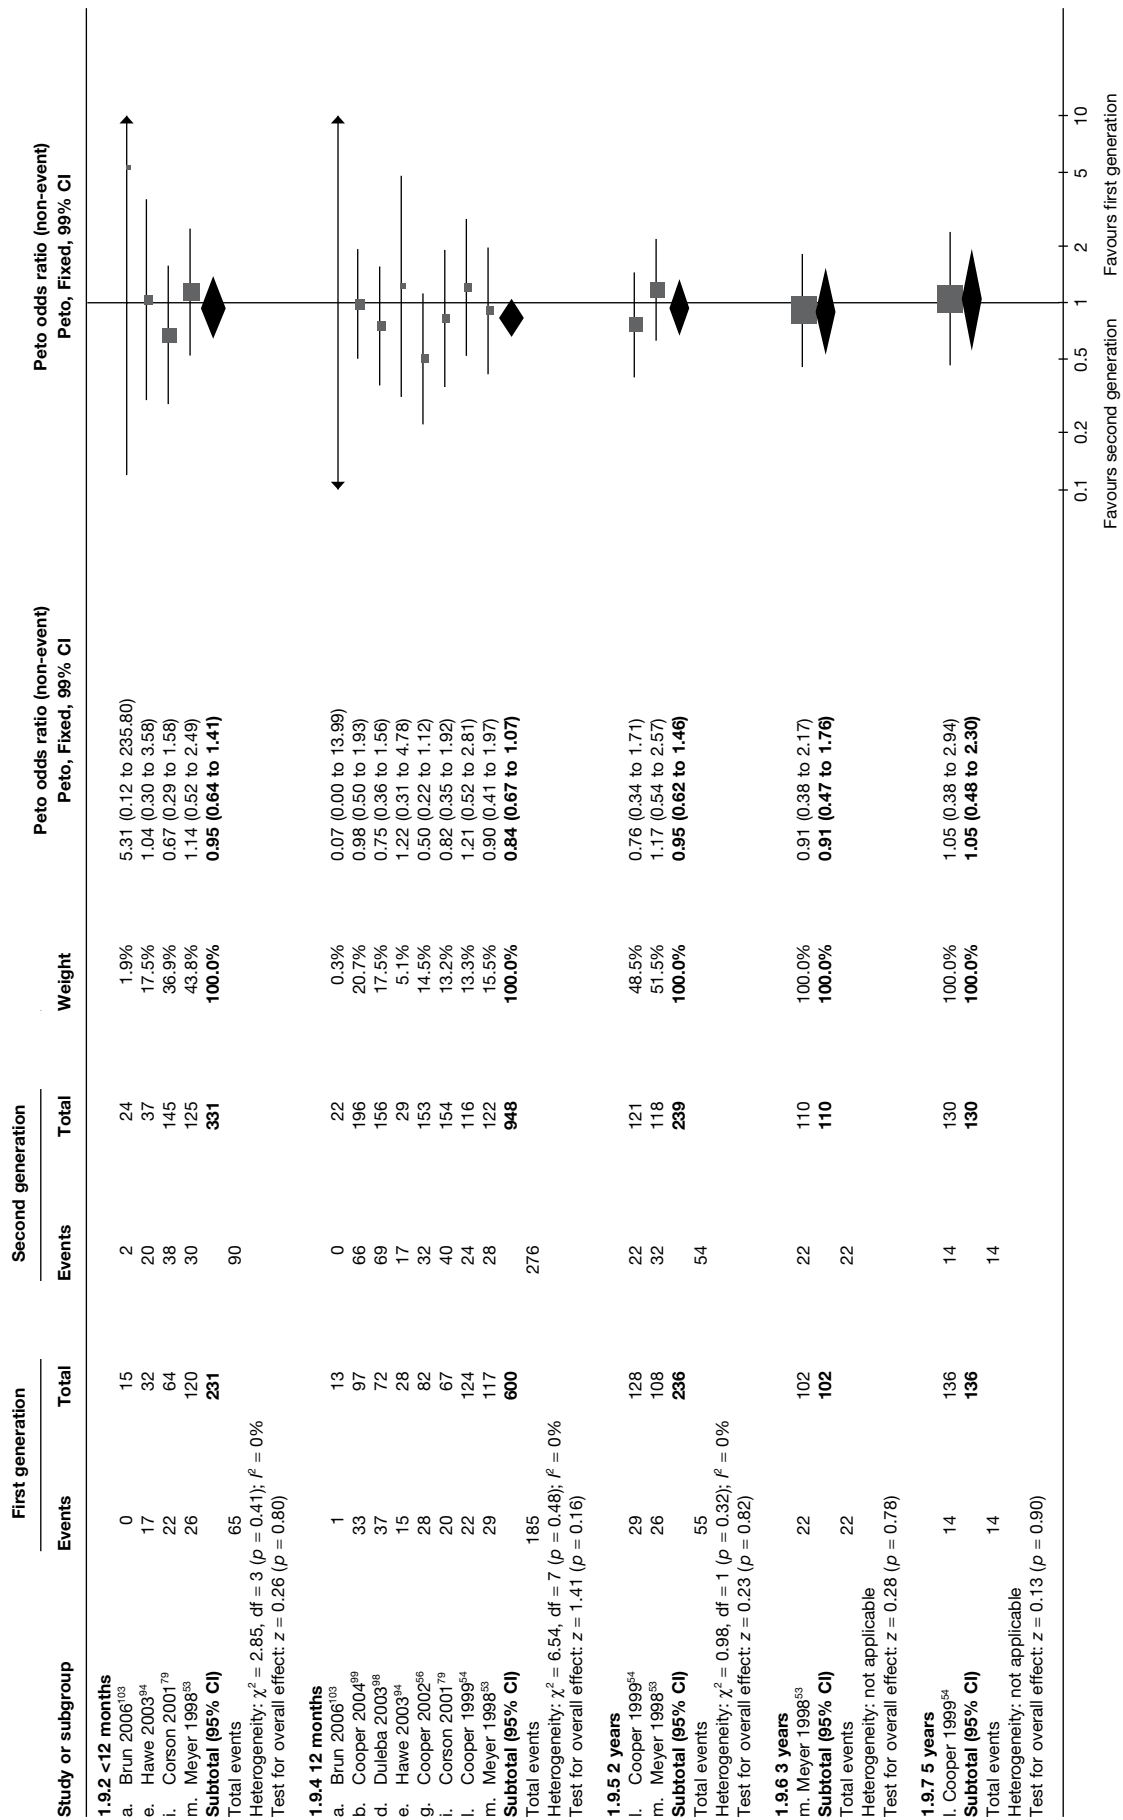 First generation Second generation Peto odds ratio (non-event) Peto odds ratio (non-event)
Study or subgroup Events Total Events Total Weight Peto, Fixed, 99% CI Peto, Fixed, 99% CI
1.9.2 <12 months
a. Brun 2006¹⁰³ 0 15 2 24 1.9% 5.31 (0.12 to 235.80)
e. Hawe 2003⁹⁴ 17 32 20 37 17.5% 1.04 (0.30 to 3.58)
i. Corson 2001⁷⁹ 22 64 38 145 36.9% 0.67 (0.29 to 1.58)
m. Meyer 1998⁵³ 26 120 30 125 43.8% 1.14 (0.52 to 2.49)
Subtotal (95% CI) 231 331 100.0% 0.95 (0.64 to 1.41)
Total events 65 90
Heterogeneity: χ² = 2.85, df = 3 (p = 0.41); I² = 0%
Test for overall effect: z = 0.26 (p = 0.80)
1.9.4 12 months
a. Brun 2006¹⁰³ 1 13 0 22 0.3% 0.07 (0.00 to 13.99)
b. Cooper 2004⁹⁹ 33 97 66 196 20.7% 0.98 (0.50 to 1.93)
d. Duleba 2003⁹⁸ 37 72 69 156 17.5% 0.75 (0.36 to 1.56)
e. Hawe 2003⁹⁴ 15 28 17 29 5.1% 1.22 (0.31 to 4.78)
g. Cooper 2002⁵⁶ 28 82 32 153 14.5% 0.50 (0.22 to 1.12)
i. Corson 2001⁷⁹ 20 67 40 154 13.2% 0.82 (0.35 to 1.92)
l. Cooper 1999⁵⁴ 22 124 24 116 13.3% 1.21 (0.52 to 2.81)
m. Meyer 1998⁵³ 29 117 28 122 15.5% 0.90 (0.41 to 1.97)
Subtotal (95% CI) 600 948 100.0% 0.84 (0.67 to 1.07)
Total events 185 276
Heterogeneity: χ² = 6.54, df = 7 (p = 0.48); I² = 0%
Test for overall effect: z = 1.41 (p = 0.16)
1.9.5 2 years
l. Cooper 1999⁵⁴ 29 128 22 121 48.5% 0.76 (0.34 to 1.71)
m. Meyer 1998⁵³ 26 108 32 118 51.5% 1.17 (0.54 to 2.57)
Subtotal (95% CI) 236 239 100.0% 0.95 (0.62 to 1.46)
Total events 55 54
Heterogeneity: χ² = 0.98, df = 1 (p = 0.32); I² = 0%
Test for overall effect: z = 0.23 (p = 0.82)
1.9.6 3 years
m. Meyer 1998⁵³ 22 102 22 110 100.0% 0.91 (0.38 to 2.17)
Subtotal (95% CI) 102 110 100.0% 0.91 (0.47 to 1.76)
Total events 22 22
Heterogeneity: not applicable
Test for overall effect: z = 0.28 (p = 0.78)
1.9.7 5 years
l. Cooper 1999⁵⁴ 14 136 14 130 100.0% 1.05 (0.38 to 2.94)
Subtotal (95% CI) 136 130 100.0% 1.05 (0.48 to 2.30)
Total events 14 14
Heterogeneity: not applicable
Test for overall effect: z = 0.13 (p = 0.90)
0.1 0.2 0.5 1 2 5 10
Favours second generation Favours first generation